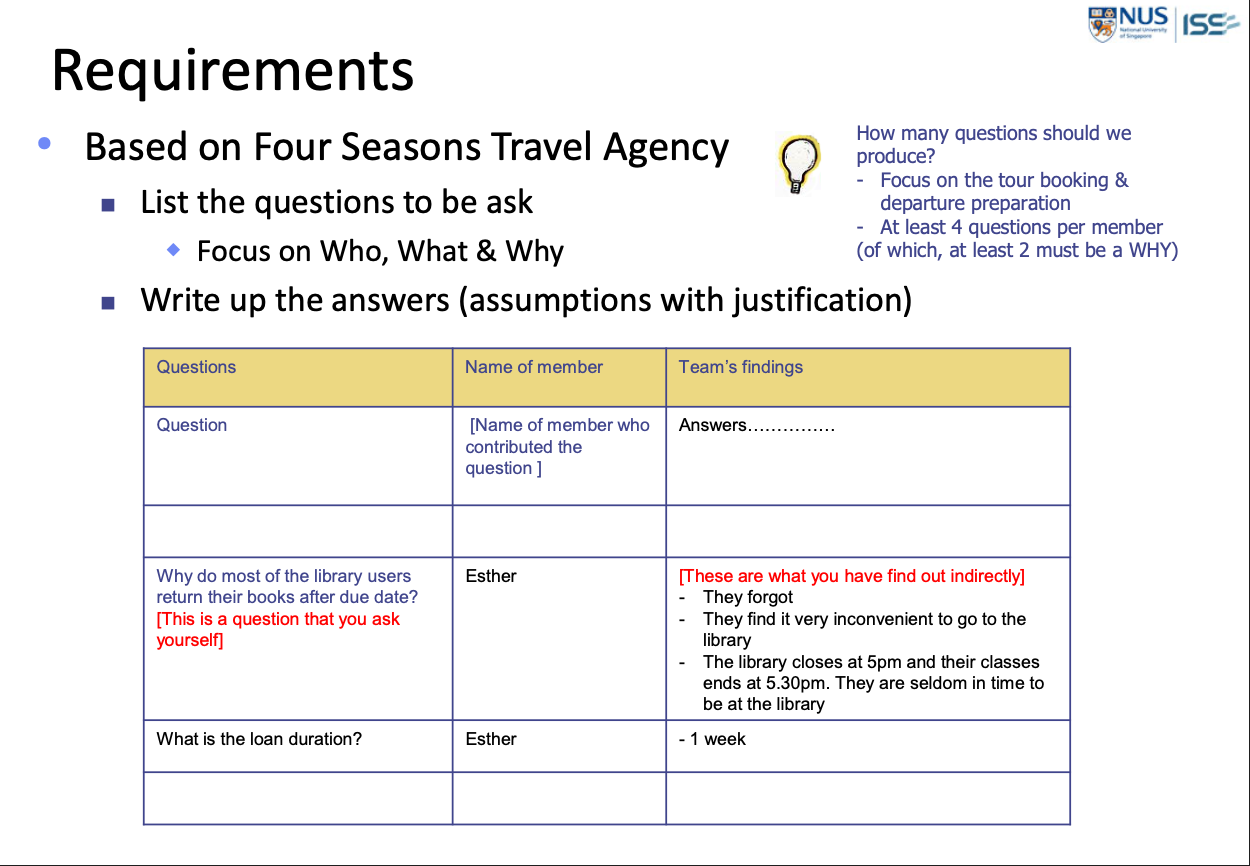 NUS
National University
of Singapore
ISS
Requirements
• Based on Four Seasons Travel Agency
■ List the questions to be ask
◆ Focus on Who, What & Why
■ Write up the answers (assumptions with justification)
How many questions should we
produce?
- Focus on the tour booking &
departure preparation
- At least 4 questions per member
(of which, at least 2 must be a WHY)
Questions
Name of member
Team’s findings
Question
[Name of member who
contributed the
question ]
Answers……………
Why do most of the library users
return their books after due date?
[This is a question that you ask
yourself]
Esther
[These are what you have find out indirectly]
- They forgot
- They find it very inconvenient to go to the
library
- The library closes at 5pm and their classes
ends at 5.30pm. They are seldom in time to
be at the library
What is the loan duration?
Esther
- 1 week